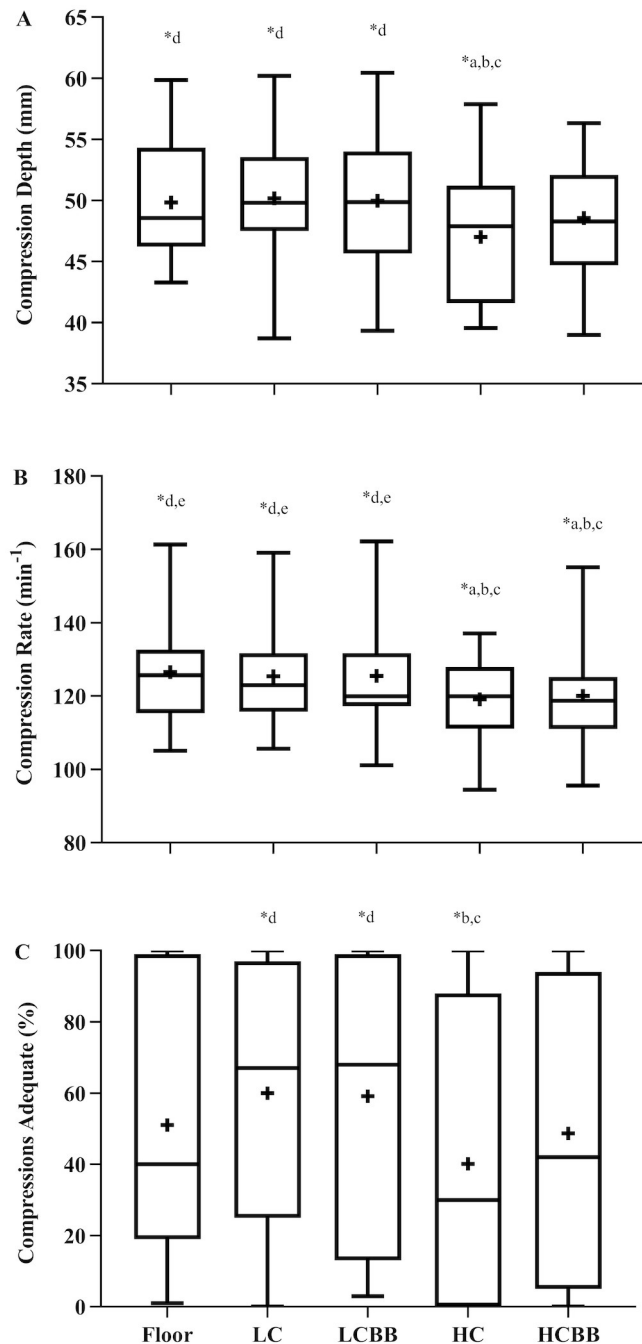 A
Compression Depth (mm)
65
60
55
50
45
40
35
*d
*d
*d
*a,b,c
B
Compression Rate (min⁻¹)
180
160
140
120
100
80
*d,e
*d,e
*d,e
*a,b,c
*a,b,c
C
Compressions Adequate (%)
100
80
60
40
20
0
*d
*d
*b,c
Floor LC LCBB HC HCBB